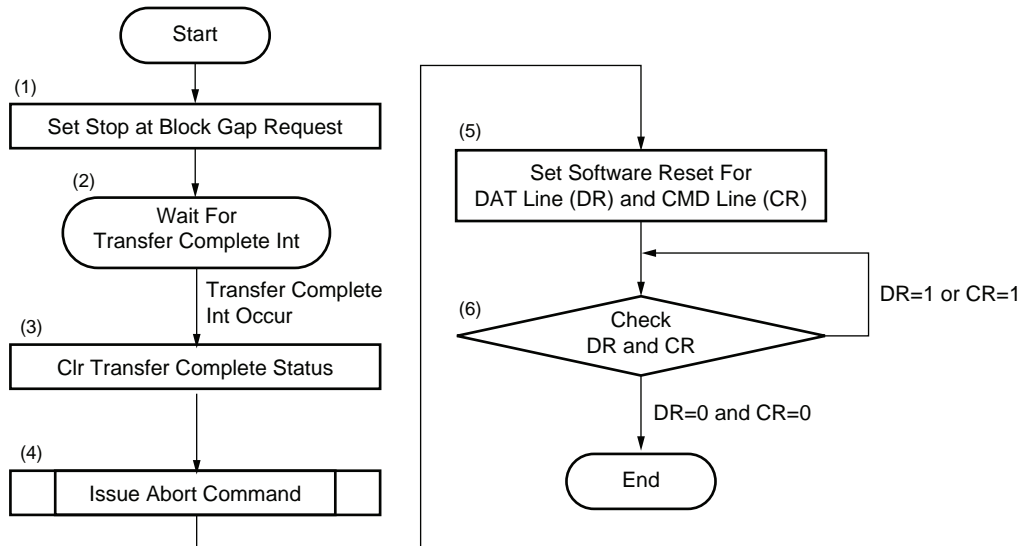 Start
(1)
Set Stop at Block Gap Request
(2)
Wait For
Transfer Complete Int
Transfer Complete
Int Occur
(3)
Clr Transfer Complete Status
(4)
Issue Abort Command
(5)
Set Software Reset For
DAT Line (DR) and CMD Line (CR)
DR=1 or CR=1
(6)
Check
DR and CR
DR=0 and CR=0
End